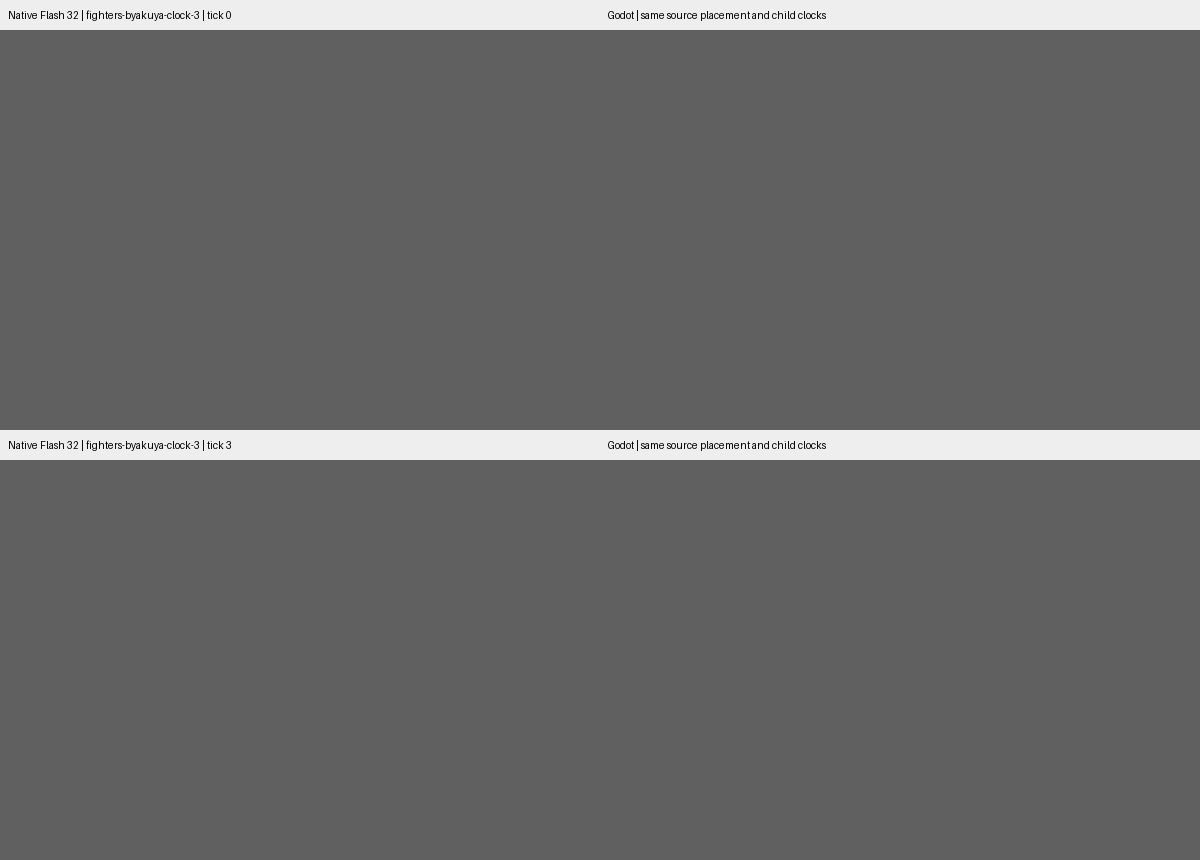 Native Flash 32 | fighters-byakuya-clock-3 | tick 0
Godot | same source placement and child clocks
Native Flash 32 | fighters-byakuya-clock-3 | tick 3
Godot | same source placement and child clocks